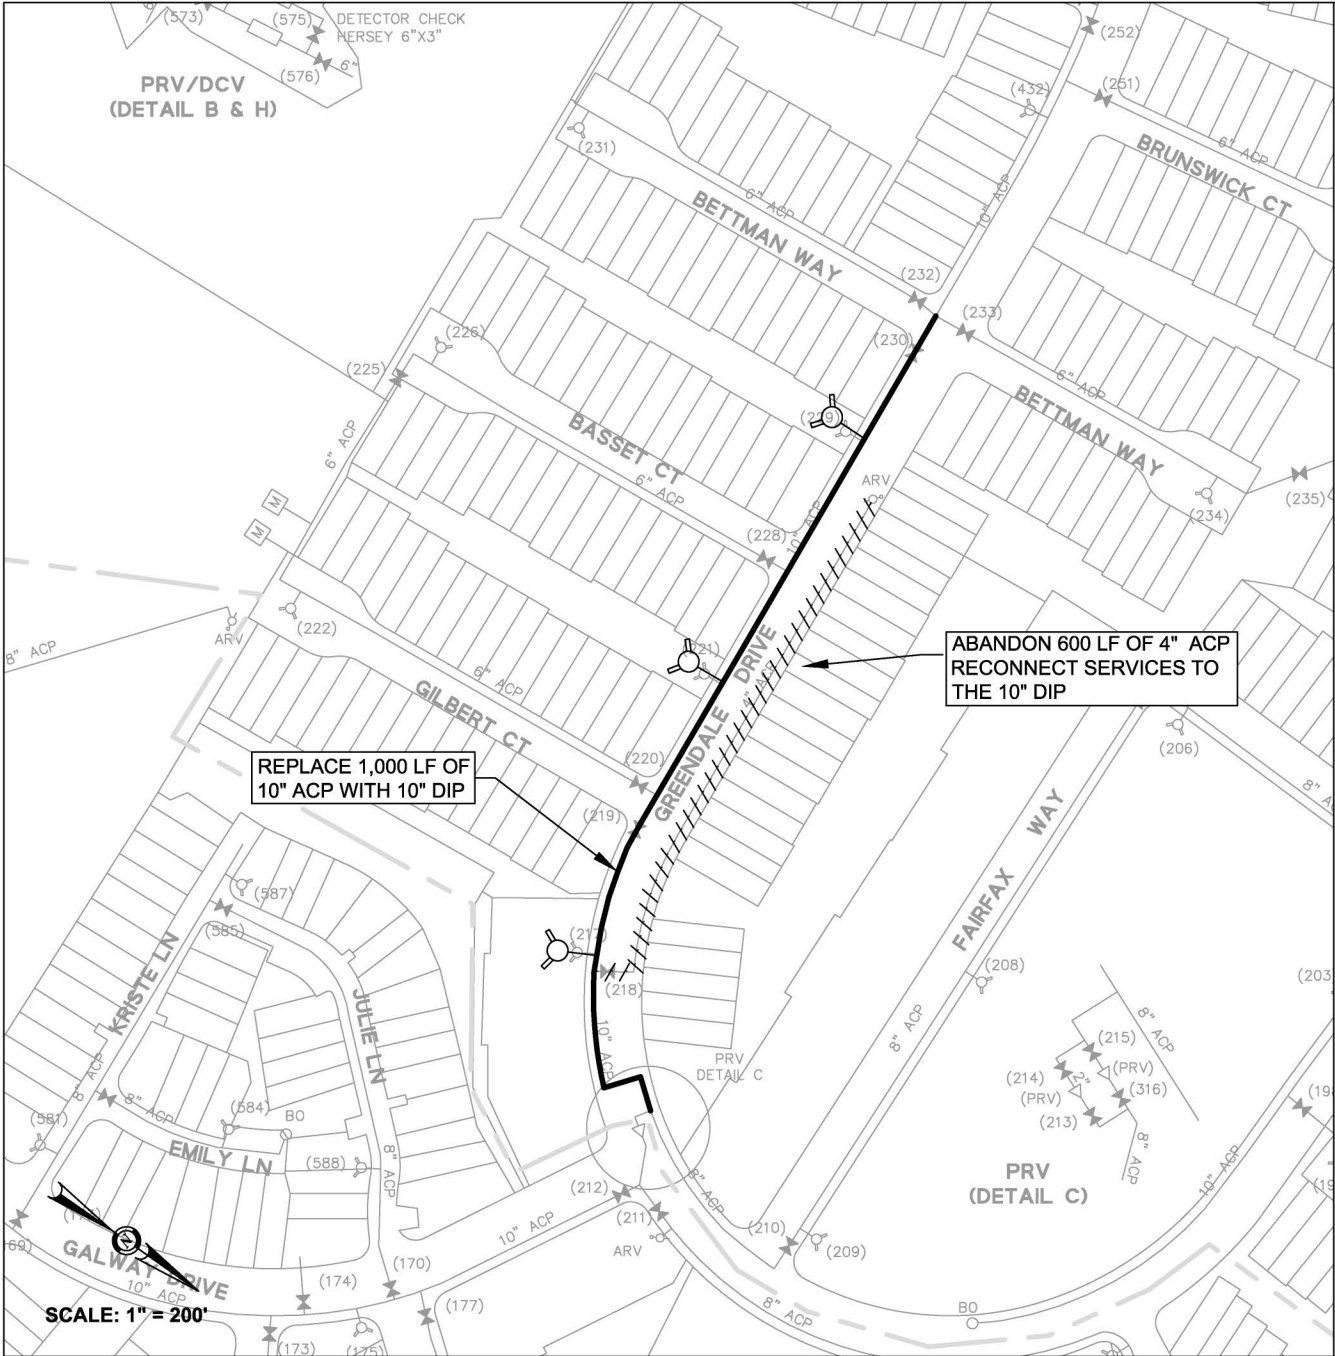 (573)
(575)
DETECTOR CHECK
HERSEY 6"X3"
(576)
6"
PRV/DCV
(DETAIL B & H)
(252)
(432)
(251)
6" ACP
BRUNSWICK CT
(231)
6" ACP
BETTMAN WAY
10" ACP
(232)
(233)
(230)
(226)
(225)
6" ACP
BETTMAN WAY
(229)
6" ACP
BASSET CT
6" ACP
ARV
(235)
(234)
M
M
(228)
10" ACP
(222)
ARV
8" ACP
6" ACP
GILBERT CT
(221)
GREENDALE DRIVE
4" ACP
ABANDON 600 LF OF 4" ACP
RECONNECT SERVICES TO
THE 10" DIP
(206)
8" ACP
REPLACE 1,000 LF OF
10" ACP WITH 10" DIP
(220)
(219)
FAIRFAX WAY
(587)
(585)
(217)
(218)
(208)
KRISTE LN
JULIE LN
10" ACP
8" ACP
8" ACP
(215)
(PRV)
(214)
2"
(PRV)
(316)
(213)
8" ACP
PRV
DETAIL C
8" ACP
8" ACP
(584)
BO
(581)
EMILY LN
(588)
8" ACP
PRV
(DETAIL C)
10" ACP
(212)
(211)
ARV
8" ACP
(210)
(209)
10" ACP
N
GALWAY DRIVE
10" ACP
(174)
(170)
(177)
8" ACP
BO
SCALE: 1" = 200'
(173)
(175)